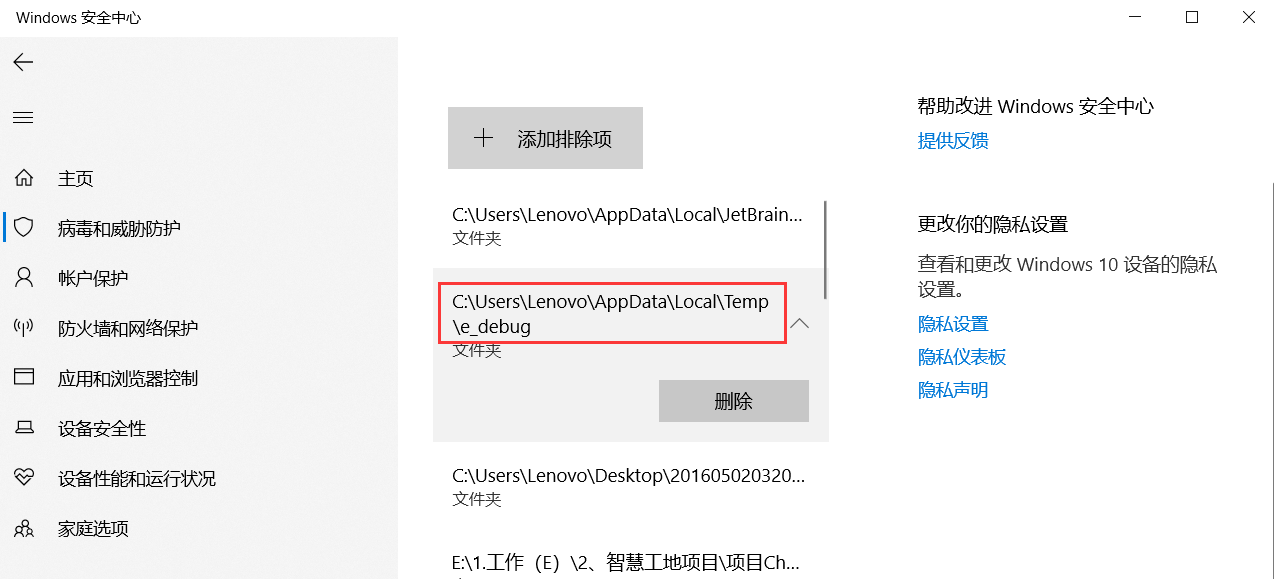 Windows 安全中心
主页
病毒和威胁防护
帐户保护
防火墙和网络保护
应用和浏览器控制
设备安全性
设备性能和运行状况
家庭选项
添加排除项
C:\Users\Lenovo\AppData\Local\JetBrain...
文件夹
C:\Users\Lenovo\AppData\Local\Temp
\e_debug
文件夹
删除
C:\Users\Lenovo\Desktop\201605020320...
文件夹
E:\1.工作（E）\2、智慧工地项目\项目Ch...
帮助改进 Windows 安全中心
提供反馈
更改你的隐私设置
查看和更改 Windows 10 设备的隐私
设置。
隐私设置
隐私仪表板
隐私声明